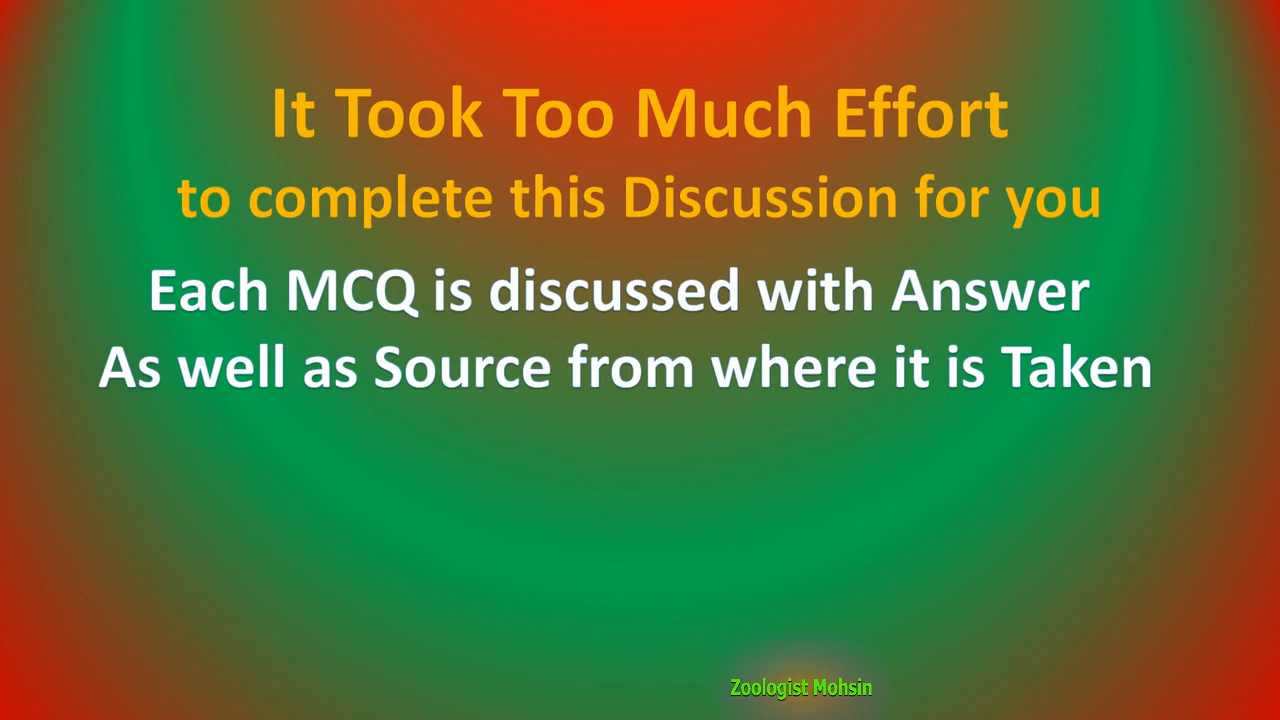 It Took Too Much Effort
to complete this Discussion for you
Each MCQ is discussed with Answer
As well as Source from where it is Taken
Zoologist Mohsin